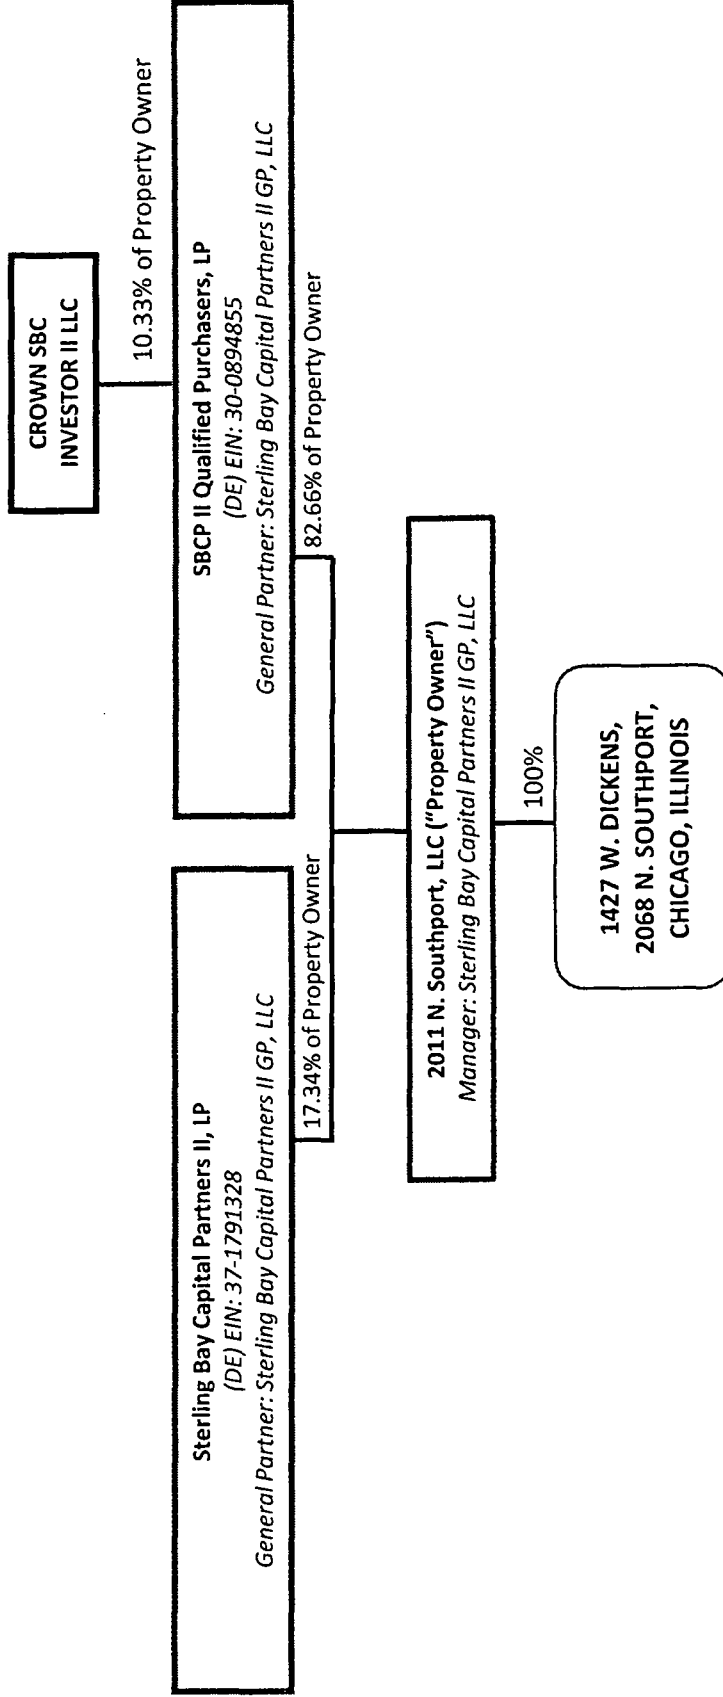 CROWN SBC
INVESTOR II LLC
10.33% of Property Owner
Sterling Bay Capital Partners II, LP
(DE) EIN: 37-1791328
General Partner: Sterling Bay Capital Partners II GP, LLC
SBCP II Qualified Purchasers, LP
(DE) EIN: 30-0894855
General Partner: Sterling Bay Capital Partners II GP, LLC
17.34% of Property Owner
82.66% of Property Owner
2011 N. Southport, LLC ("Property Owner")
Manager: Sterling Bay Capital Partners II GP, LLC
100%
1427 W. DICKENS,
2068 N. SOUTHPORT,
CHICAGO, ILLINOIS